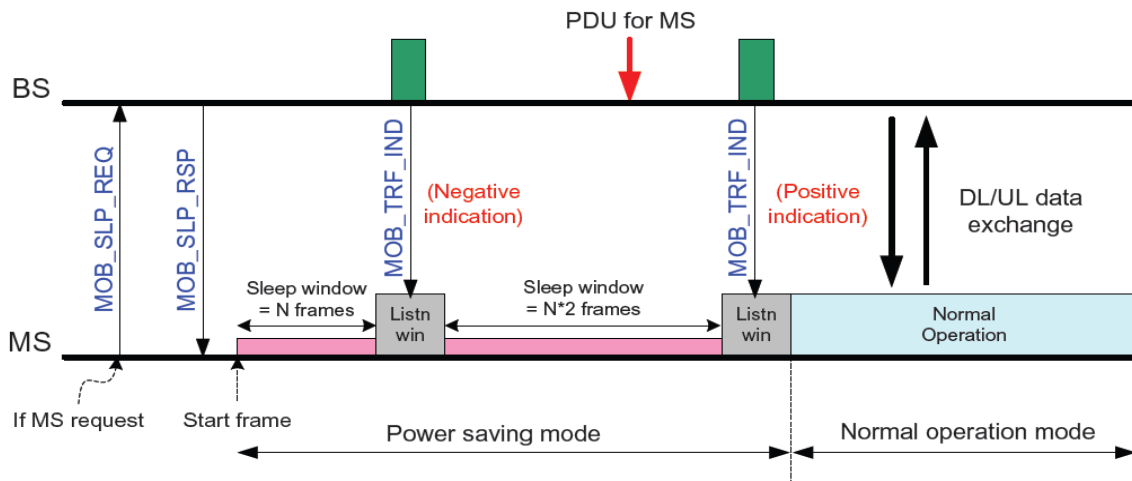 PDU for MS
BS
MOB_SLP_REQ
MOB_SLP_RSP
MOB_TRF_IND
(Negative
indication)
MOB_TRF_IND
(Positive
indication)
DL/UL data
exchange
Sleep window
= N frames
Listn
win
Sleep window
= N*2 frames
Listn
win
Normal
Operation
MS
If MS request
Start frame
Power saving mode
Normal operation mode